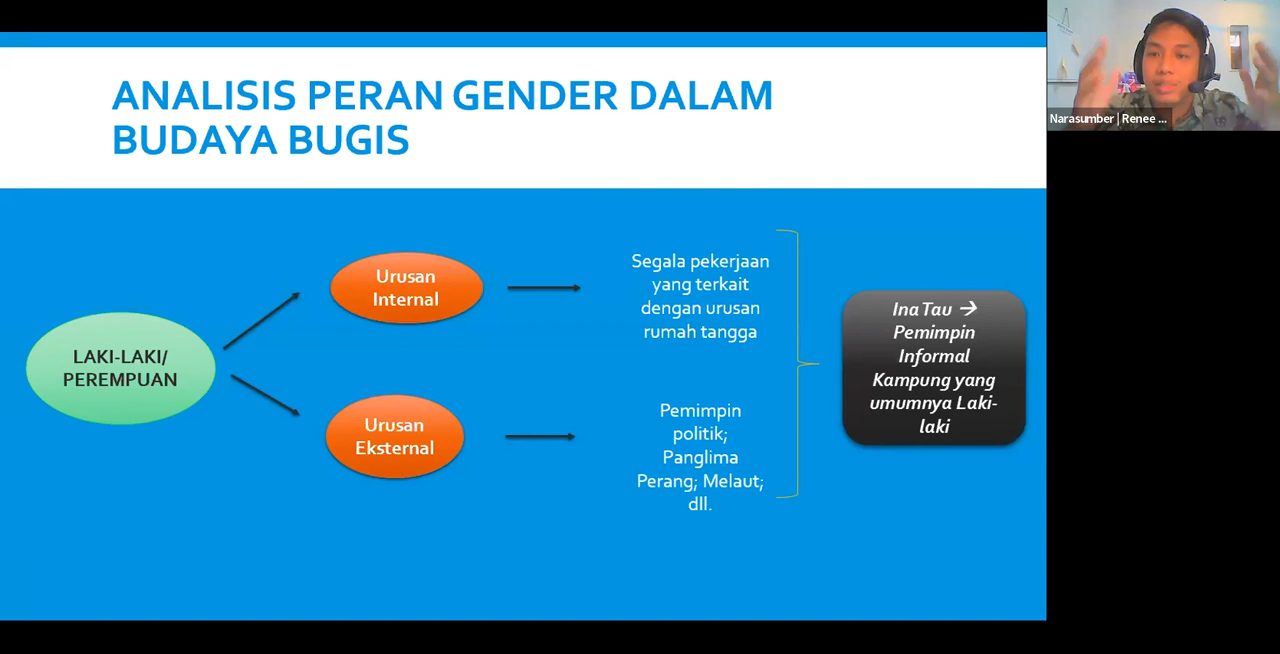 ANALISIS PERAN GENDER DALAM
BUDAYA BUGIS
Narasumber | Renee ...
LAKI-LAKI/
PEREMPUAN
Urusan
Internal
Segala pekerjaan
yang terkait
dengan urusan
rumah tangga
Urusan
Eksternal
Pemimpin
politik;
Panglima
Perang; Melaut;
dll.
Ina Tau →
Pemimpin
Informal
Kampung yang
umumnya Laki-
laki